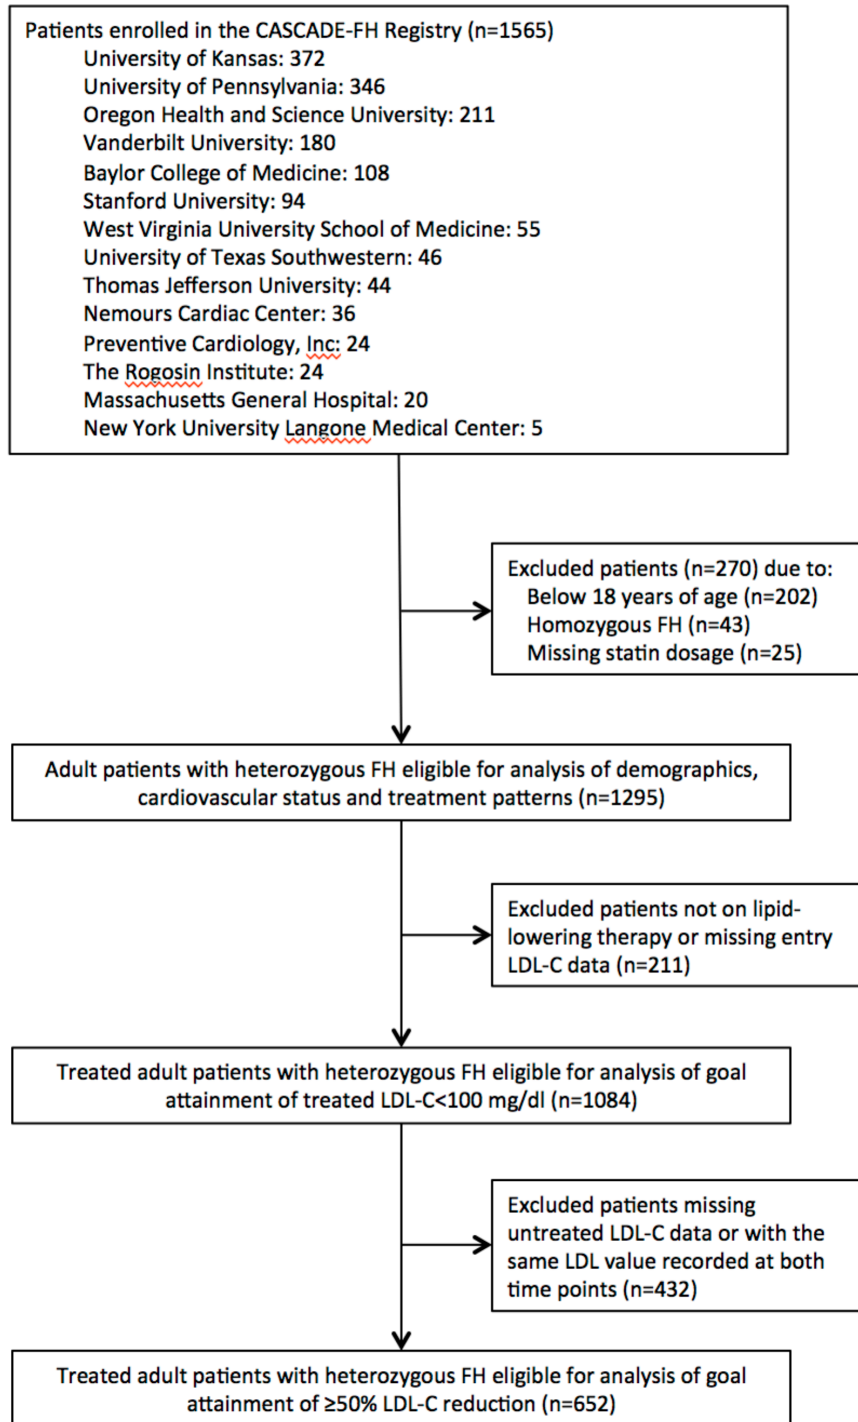 Patients enrolled in the CASCADE-FH Registry (n=1565)
University of Kansas: 372
University of Pennsylvania: 346
Oregon Health and Science University: 211
Vanderbilt University: 180
Baylor College of Medicine: 108
Stanford University: 94
West Virginia University School of Medicine: 55
University of Texas Southwestern: 46
Thomas Jefferson University: 44
Nemours Cardiac Center: 36
Preventive Cardiology, Inc: 24
The Rogosin Institute: 24
Massachusetts General Hospital: 20
New York University Langone Medical Center: 5
Excluded patients (n=270) due to:
Below 18 years of age (n=202)
Homozygous FH (n=43)
Missing statin dosage (n=25)
Adult patients with heterozygous FH eligible for analysis of demographics,
cardiovascular status and treatment patterns (n=1295)
Excluded patients not on lipid-
lowering therapy or missing entry
LDL-C data (n=211)
Treated adult patients with heterozygous FH eligible for analysis of goal
attainment of treated LDL-C<100 mg/dl (n=1084)
Excluded patients missing
untreated LDL-C data or with the
same LDL value recorded at both
time points (n=432)
Treated adult patients with heterozygous FH eligible for analysis of goal
attainment of ≥50% LDL-C reduction (n=652)